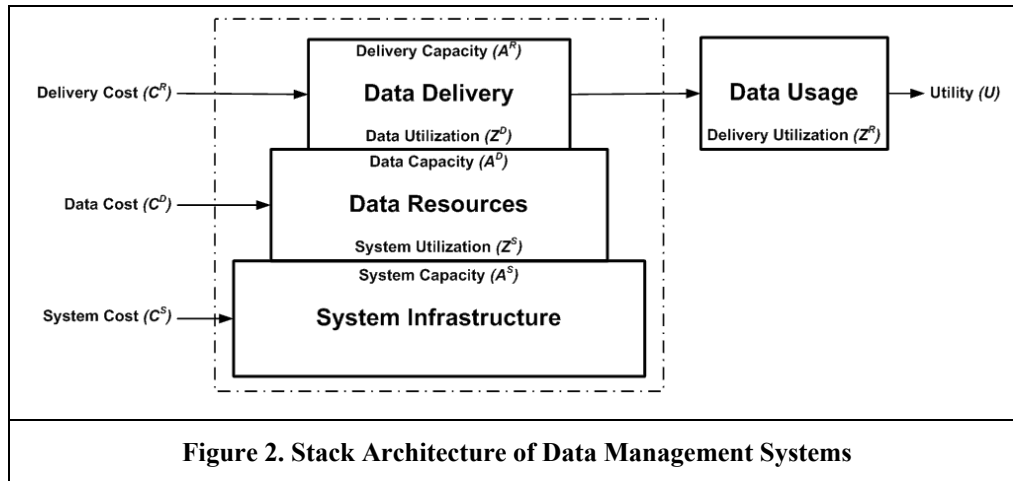 Delivery Capacity (A^R)
Delivery Cost (C^R)
Data Delivery
Data Utilization (Z^D)
Data Usage
Delivery Utilization (Z^R)
Utility (U)
Data Capacity (A^D)
Data Cost (C^D)
Data Resources
System Utilization (Z^S)
System Capacity (A^S)
System Cost (C^S)
System Infrastructure
Figure 2. Stack Architecture of Data Management Systems